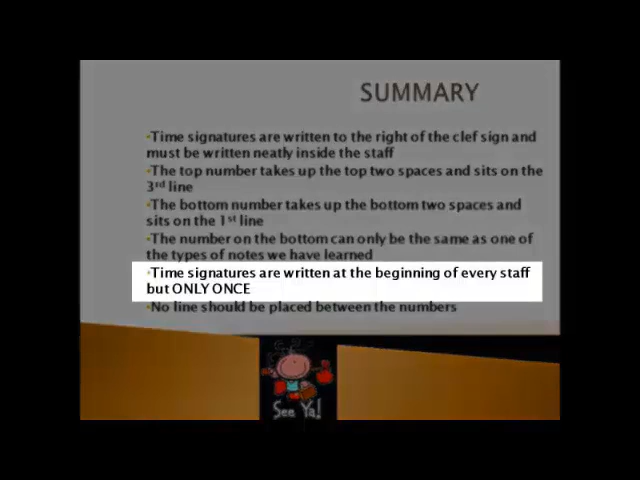 SUMMARY
•Time signatures are written to the right of the clef sign and
must be written neatly inside the staff
•The top number takes up the top two spaces and sits on the
3rd line
•The bottom number takes up the bottom two spaces and
sits on the 1st line
•The number on the bottom can only be the same as one of
the types of notes we have learned
•Time signatures are written at the beginning of every staff
but ONLY ONCE
•No line should be placed between the numbers
See Ya!